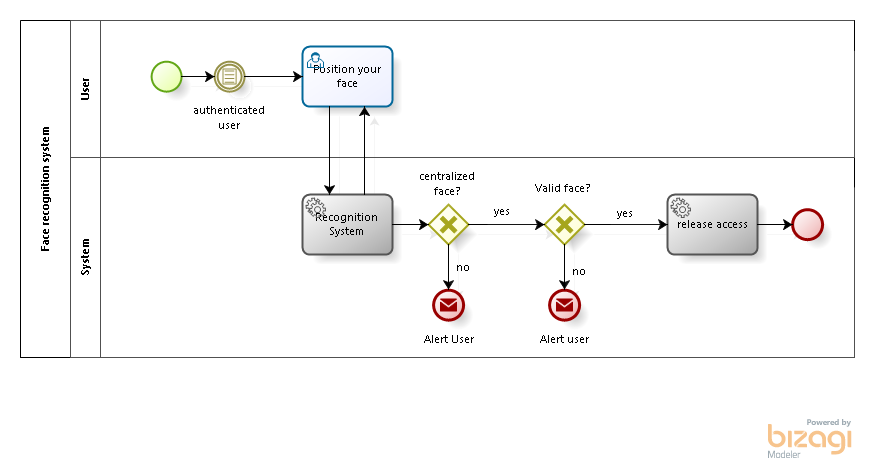 Face recognition system
User
authenticated
user
Position your
face
System
Recognition
System
centralized
face?
yes
no
Alert User
Valid face?
yes
no
Alert user
release access
Powered by
bizagi
Modeler